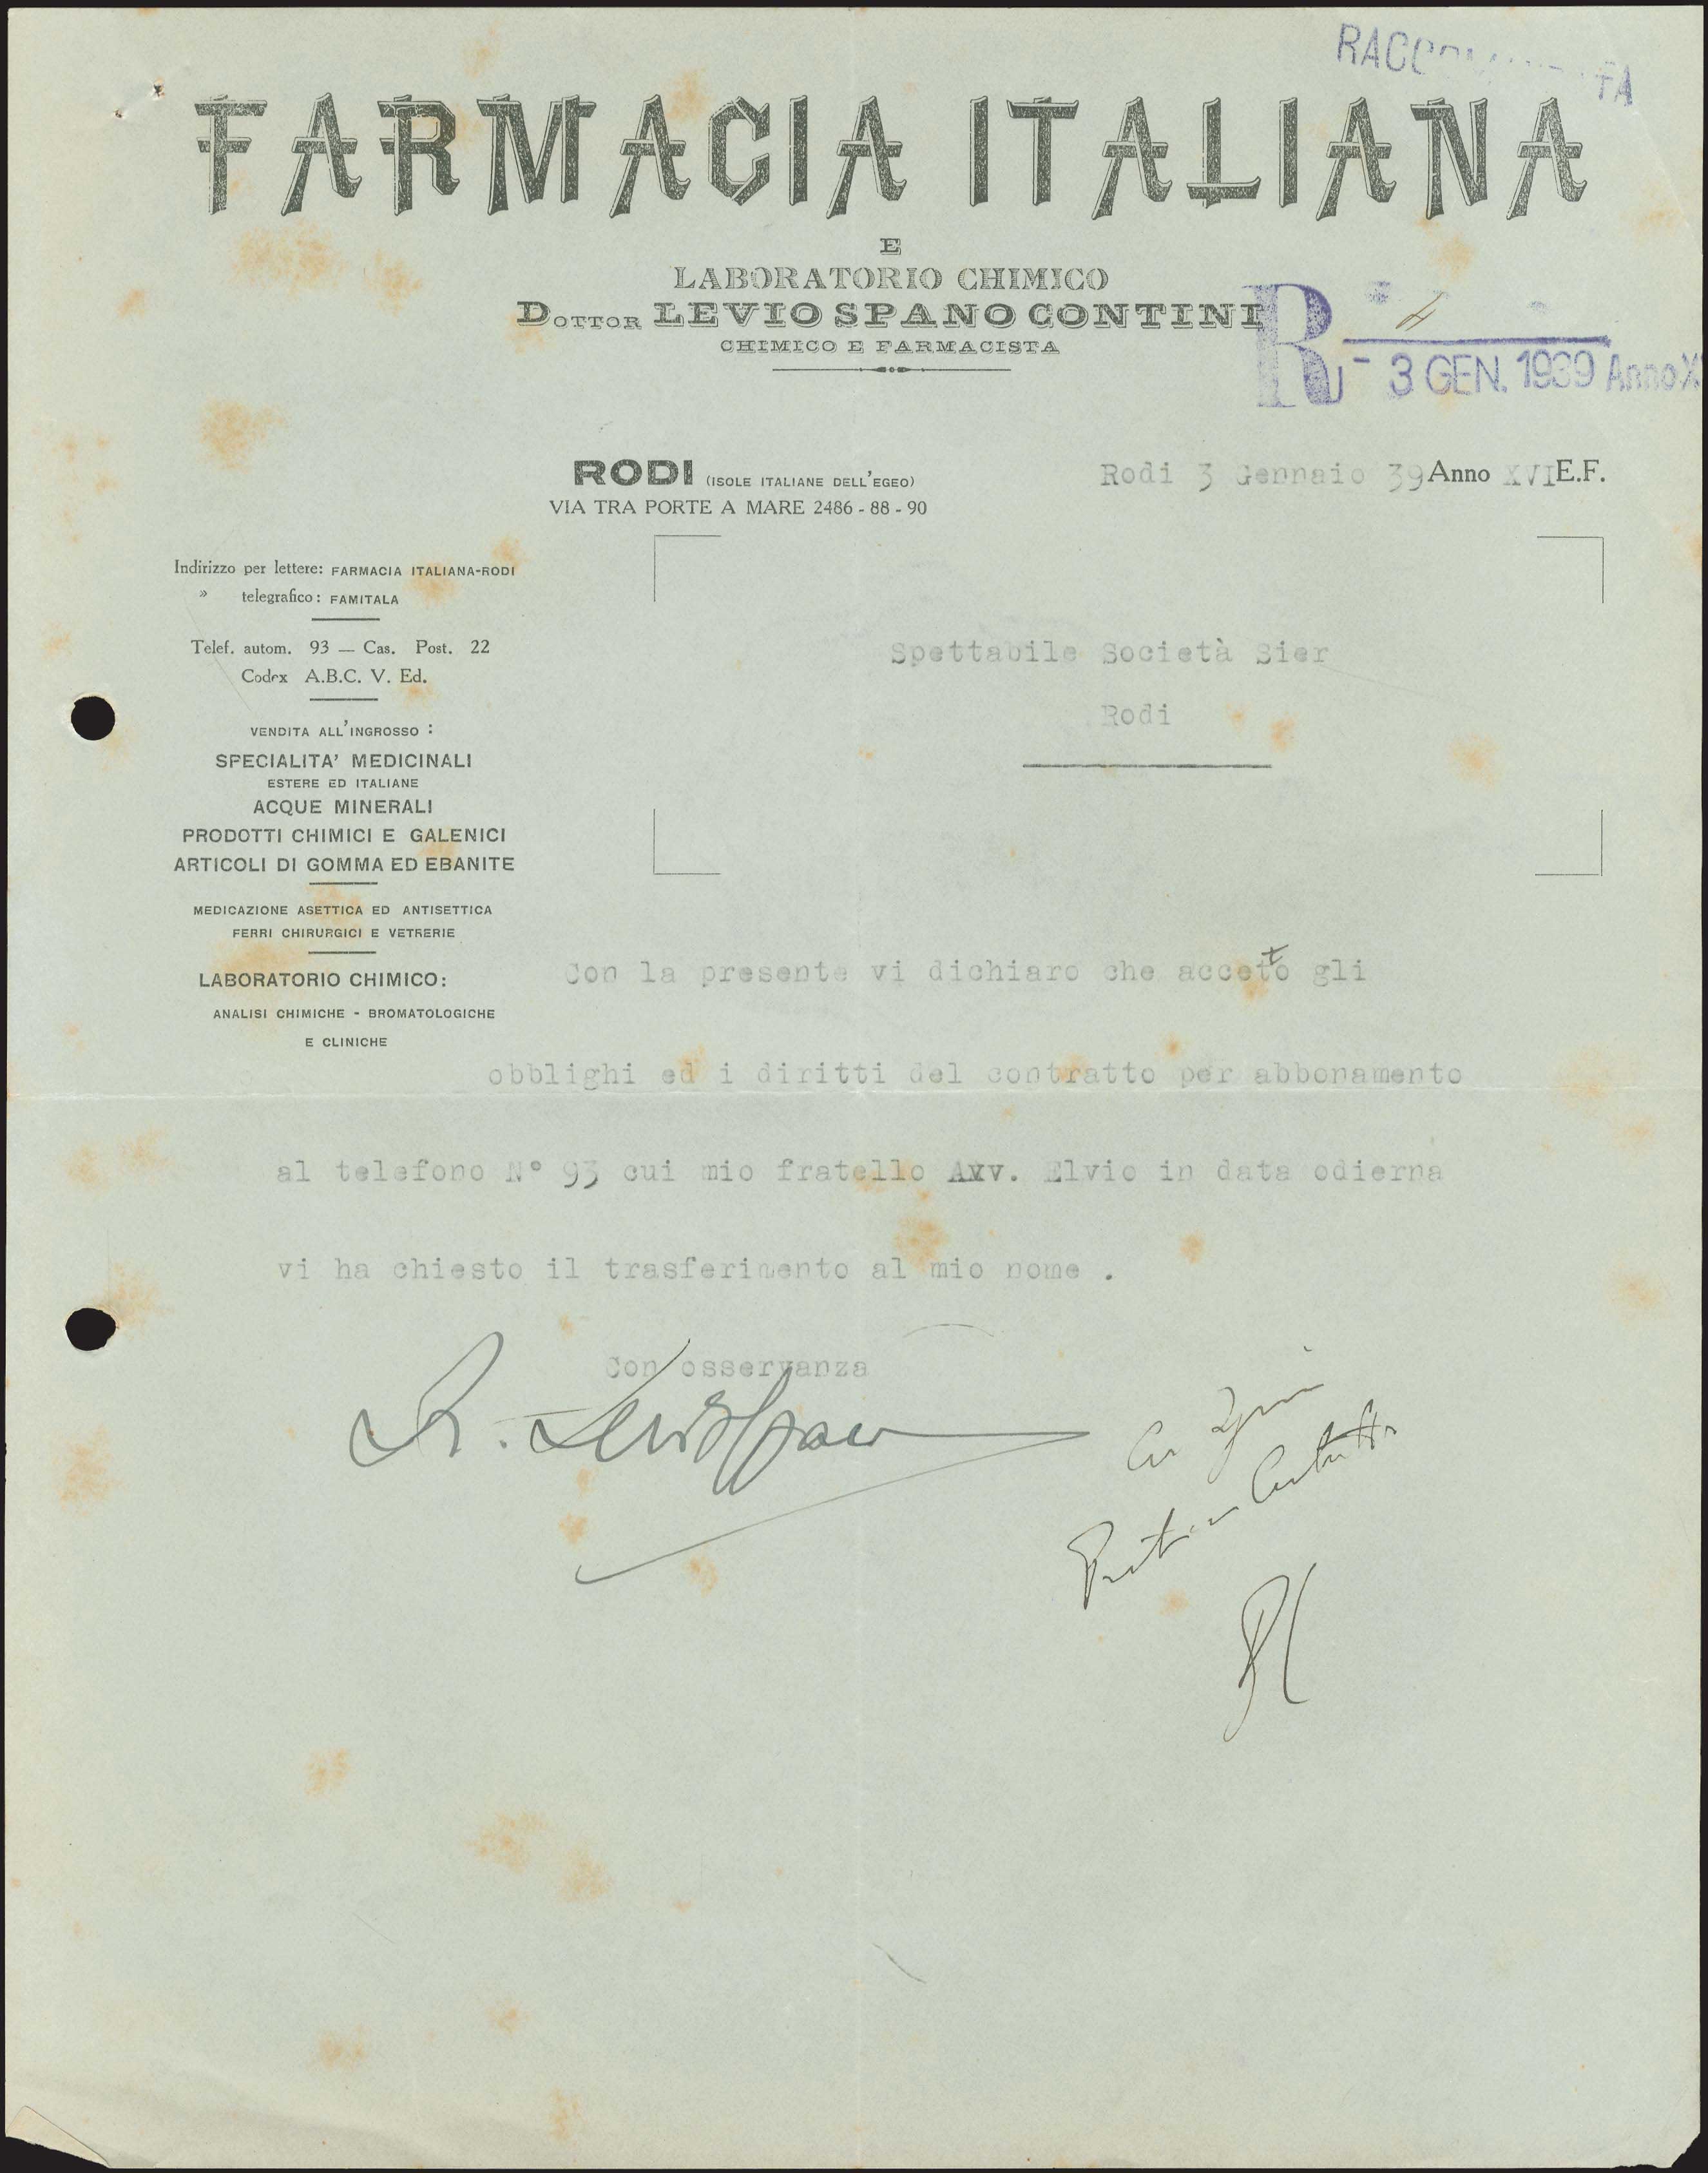 RACCOMANDATA
FARMACIA ITALIANA
E
LABORATORIO CHIMICO
DOTTOR LEVIO SPANO CONTINI
CHIMICO E FARMACISTA
R - 3 GEN. 1939 Anno X
RODI (ISOLE ITALIANE DELL'EGEO)
VIA TRA PORTE A MARE 2486 - 88 - 90
Rodi 3 Gennaio 39 Anno XVI E.F.
Indirizzo per lettere: FARMACIA ITALIANA-RODI
» telegrafico: FAMITALA
Telef. autom. 93 — Cas. Post. 22
Codex A.B.C. V. Ed.
VENDITA ALL'INGROSSO :
SPECIALITA' MEDICINALI
ESTERE ED ITALIANE
ACQUE MINERALI
PRODOTTI CHIMICI E GALENICI
ARTICOLI DI GOMMA ED EBANITE
MEDICAZIONE ASETTICA ED ANTISETTICA
FERRI CHIRURGICI E VETRERIE
LABORATORIO CHIMICO:
ANALISI CHIMICHE - BROMATOLOGICHE
E CLINICHE
Spettabile Società Sier
Rodi
Con la presente vi dichiaro che accetto gli
obblighi ed i diritti del contratto per abbonamento
al telefono N° 93 cui mio fratello Avv. Elvio in data odierna
vi ha chiesto il trasferimento al mio nome .
Con osservanza